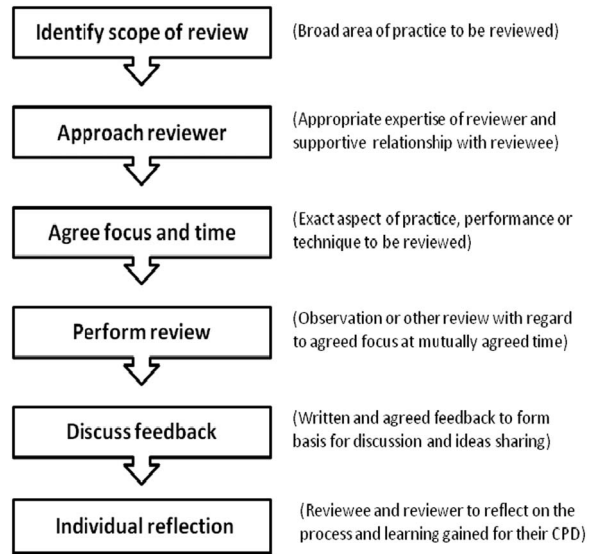 Identify scope of review
(Broad area of practice to be reviewed)
Approach reviewer
(Appropriate expertise of reviewer and
supportive relationship with reviewee)
Agree focus and time
(Exact aspect of practice, performance or
technique to be reviewed)
Perform review
(Observation or other review with regard
to agreed focus at mutually agreed time)
Discuss feedback
(Written and agreed feedback to form
basis for discussion and ideas sharing)
Individual reflection
(Reviewee and reviewer to reflect on the
process and learning gained for their CPD)